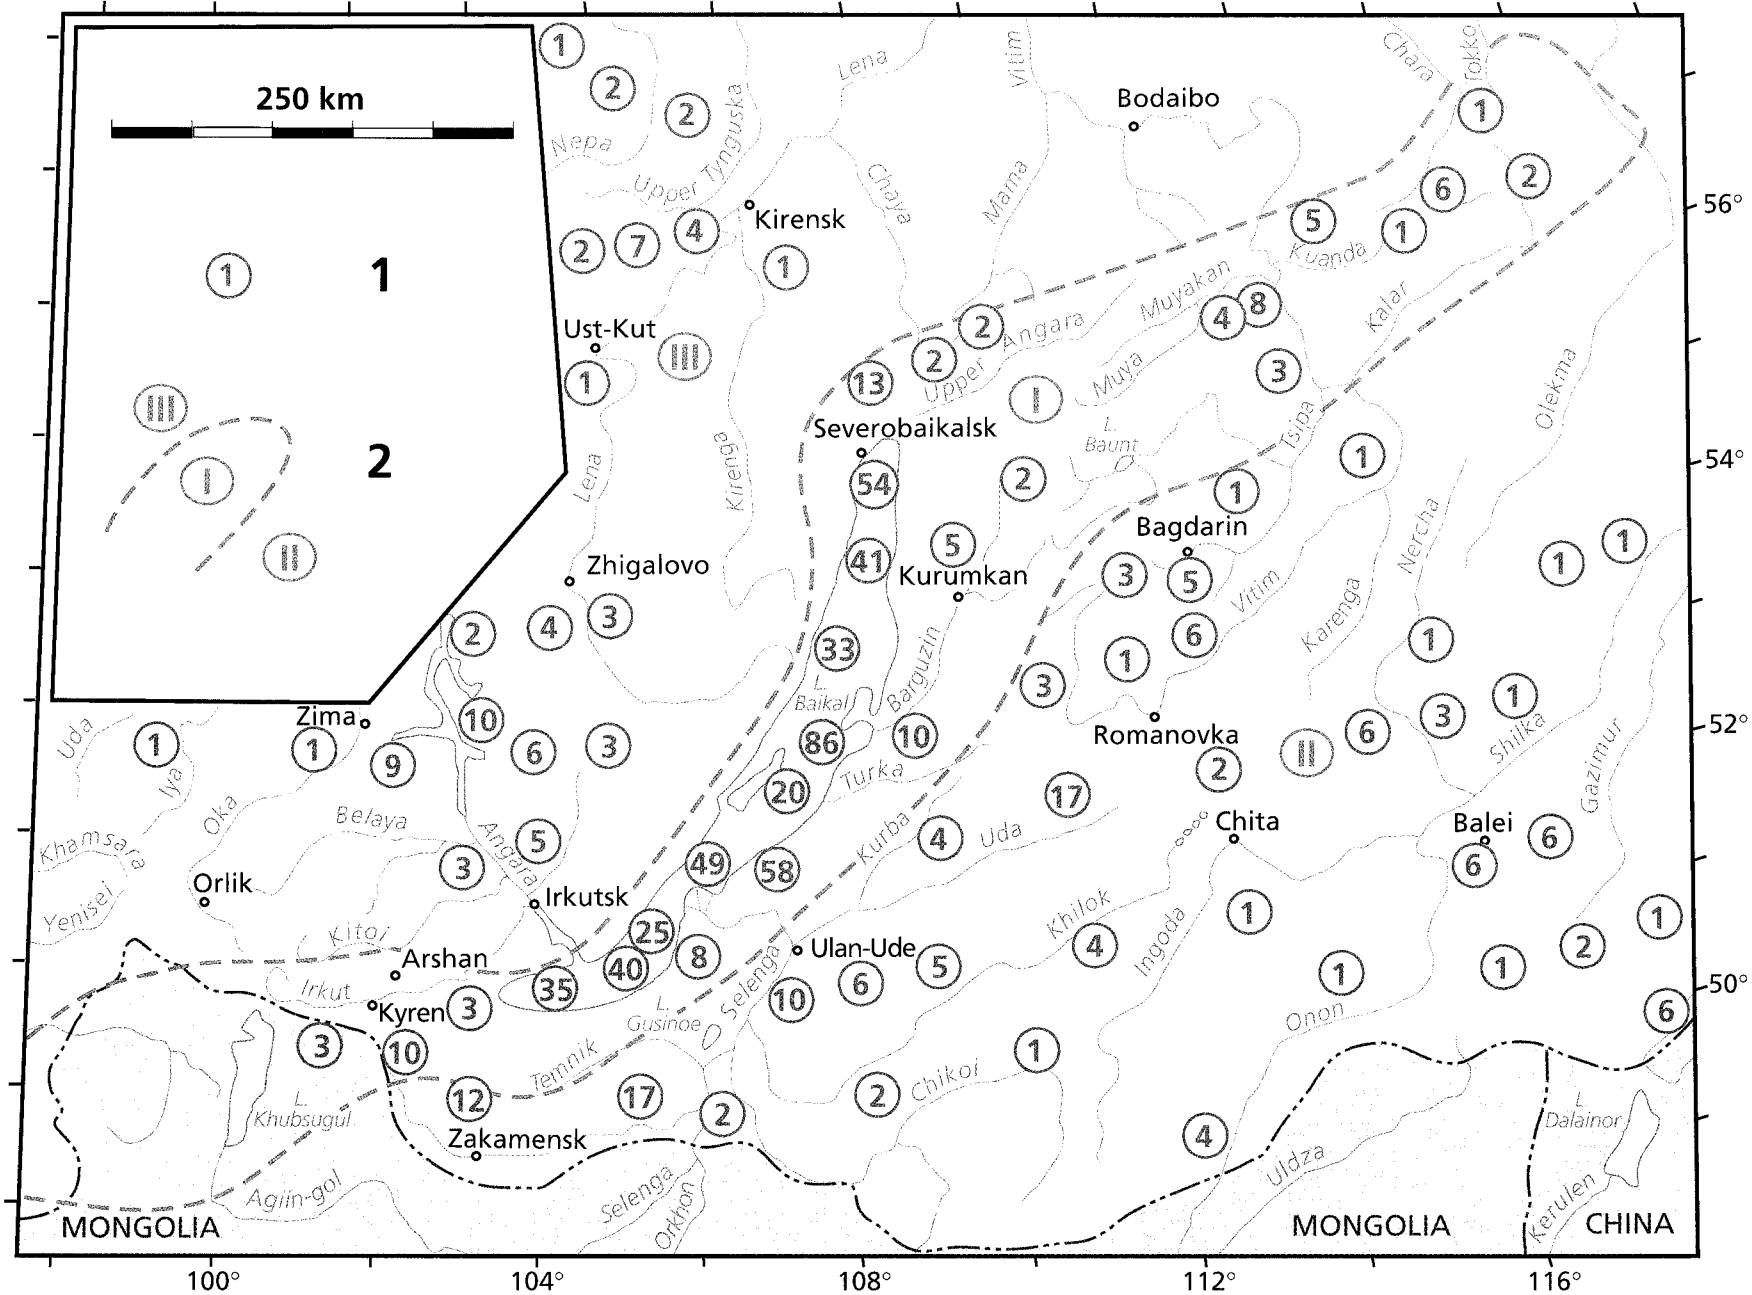 250 km
1
1
III
2
I
II
1
2
2
Nepa
Upper Tynguska
Lena
Vitim
Bodaibo
Chara
Tokko
1
Chaya
Mama
Kirensk
2
7
4
1
6
2
5
1
56°
Kuanda
Ust-Kut
III
1
2
2
Upper Angara
13
Muyakan
4
8
Muya
3
Kalar
I
Olekma
Severobaikalsk
L.
Baunt
Tsipa
54
2
1
1
54°
Lena
Kirenga
Bagdarin
Nercha
41
5
Kurumkan
3
5
Vitim
Karenga
1
1
Zhigalovo
2
4
3
33
L.
Baikal
Barguzin
3
1
6
1
Zima
Uda
Iya
1
1
9
10
6
3
86
10
Romanovka
2
II
6
3
1
52°
Shilka
Gazimur
20
Turka
17
Oka
Belaya
Angara
5
3
Khamsara
Yenisei
Orlik
49
58
Kurba
4
Uda
Chita
Balei
6
6
Irkutsk
Kitoi
Arshan
25
40
8
35
Ulan-Ude
Selenga
10
6
5
Khilok
4
Ingoda
1
1
1
2
1
50°
6
Irkut
Kyren
3
3
10
L.
Gusinoe
Temnik
Onon
1
12
17
2
2
Chikoi
L.
Khubsugul
Zakamensk
4
Uldza
L.
Dalainor
Agiin-gol
Selenga
Orkhon
Kerulen
MONGOLIA
MONGOLIA
CHINA
100°
104°
108°
112°
116°